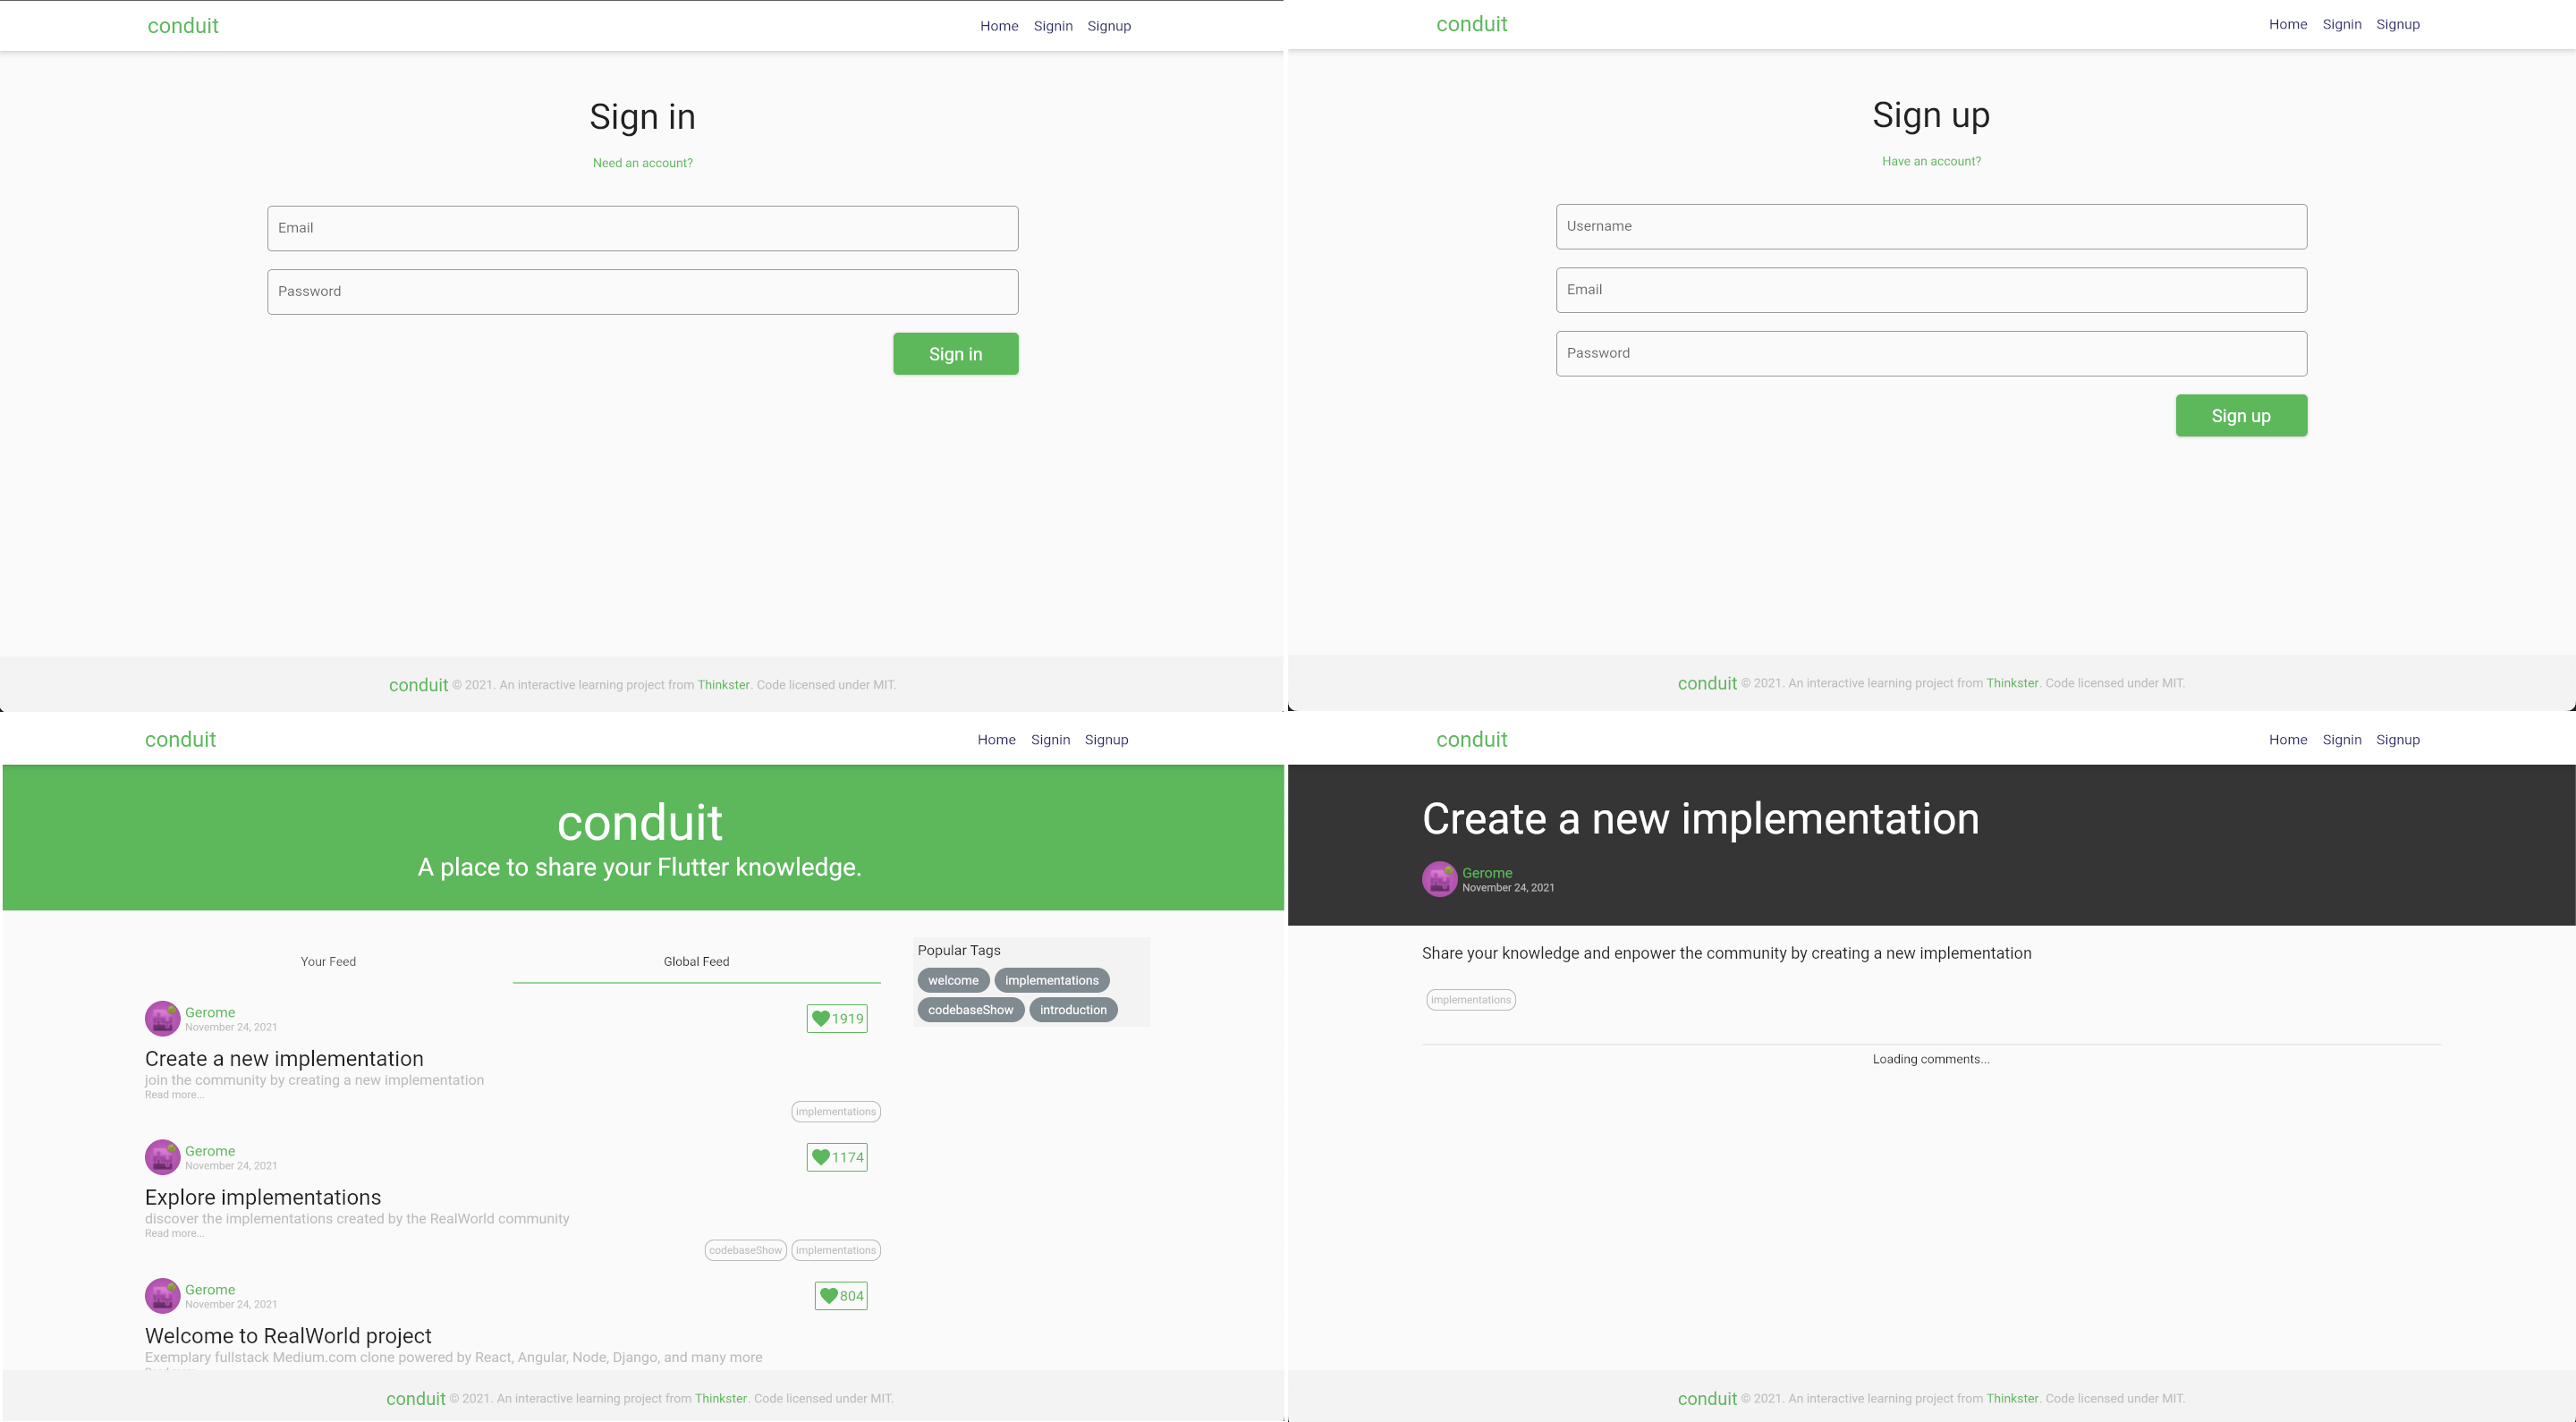 conduit Home Signin Signup
Sign in
Need an account?
Email
Password
Sign in
conduit © 2021. An interactive learning project from Thinkster. Code licensed under MIT.
conduit Home Signin Signup
Sign up
Have an account?
Username
Email
Password
Sign up
conduit © 2021. An interactive learning project from Thinkster. Code licensed under MIT.
conduit Home Signin Signup
conduit
A place to share your Flutter knowledge.
Your Feed Global Feed
Gerome
November 24, 2021
1919
Create a new implementation
join the community by creating a new implementation
Read more...
implementations
Gerome
November 24, 2021
1174
Explore implementations
discover the implementations created by the RealWorld community
Read more...
codebaseShow implementations
Gerome
November 24, 2021
804
Welcome to RealWorld project
Exemplary fullstack Medium.com clone powered by React, Angular, Node, Django, and many more
Popular Tags
welcome implementations
codebaseShow introduction
conduit © 2021. An interactive learning project from Thinkster. Code licensed under MIT.
conduit Home Signin Signup
Create a new implementation
Gerome
November 24, 2021
Share your knowledge and enpower the community by creating a new implementation
implementations
Loading comments...
conduit © 2021. An interactive learning project from Thinkster. Code licensed under MIT.